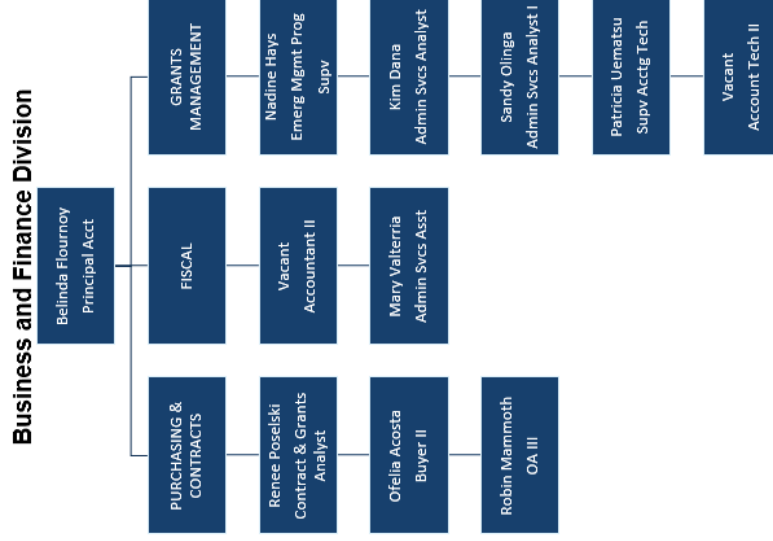 Business and Finance Division
Belinda Flournoy
Principal Acct
PURCHASING &
CONTRACTS
Renee Poselski
Contract & Grants
Analyst
Ofelia Acosta
Buyer II
Robin Mammoth
OA III
FISCAL
Vacant
Accountant II
Mary Valterria
Admin Svcs Asst
GRANTS
MANAGEMENT
Nadine Hays
Emerg Mgmt Prog
Supv
Kim Dana
Admin Svcs Analyst
Sandy Olinga
Admin Svcs Analyst I
Patricia Uematsu
Supv Acctg Tech
Vacant
Account Tech II